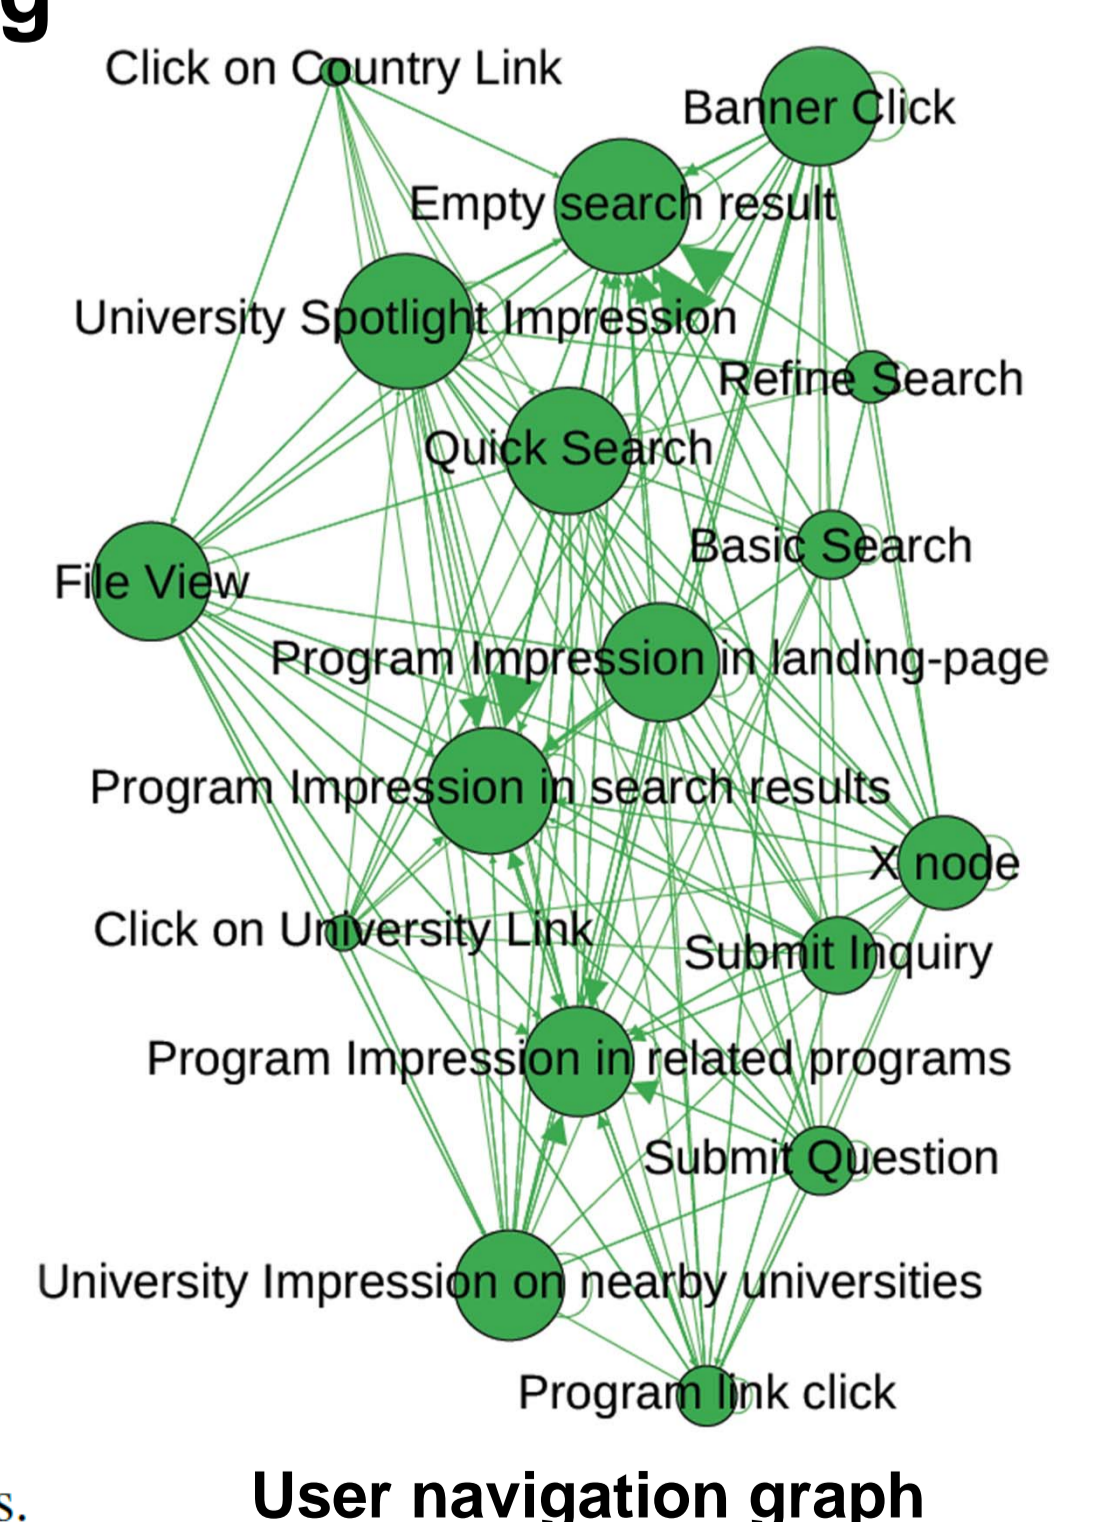 g
Click on Country Link
Banner Click
Empty search result
University Spotlight Impression
Refine Search
Quick Search
Basic Search
File View
Program Impression in landing-page
Program Impression in search results
X node
Click on University Link
Submit Inquiry
Program Impression in related programs
Submit Question
University Impression on nearby universities
Program link click
s.
User navigation graph